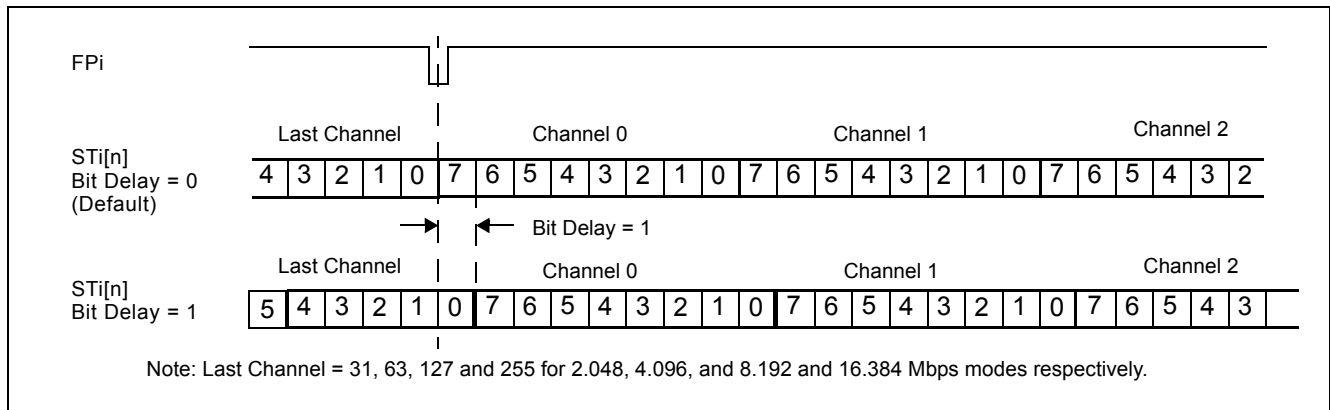 FPi
Last Channel Channel 0 Channel 1 Channel 2
STi[n]
Bit Delay = 0
(Default)
4 3 2 1 0 7 6 5 4 3 2 1 0 7 6 5 4 3 2 1 0 7 6 5 4 3 2
Bit Delay = 1
Last Channel Channel 0 Channel 1 Channel 2
STi[n]
Bit Delay = 1
5 4 3 2 1 0 7 6 5 4 3 2 1 0 7 6 5 4 3 2 1 0 7 6 5 4 3
Note: Last Channel = 31, 63, 127 and 255 for 2.048, 4.096, and 8.192 and 16.384 Mbps modes respectively.